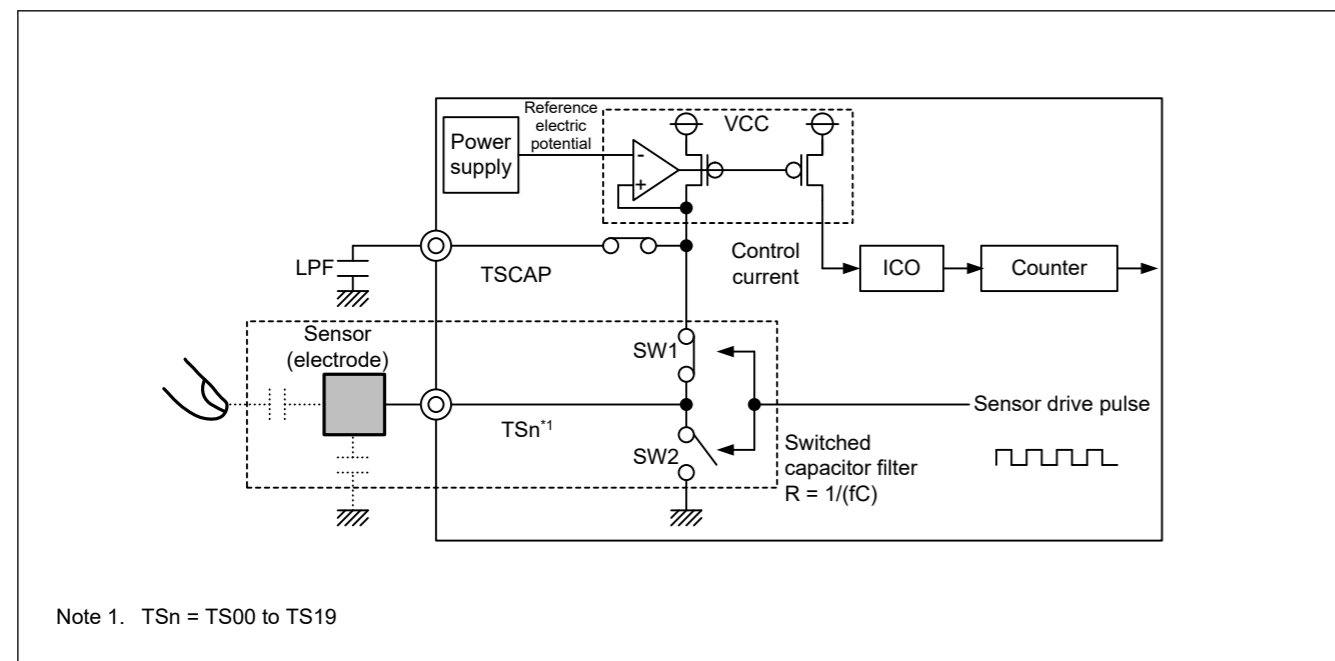 Reference
electric
potential
VCC
Power
supply
-
+
LPF
TSCAP
Control
current
ICO
Counter
Sensor
(electrode)
SW1
TSn*1
Sensor drive pulse
SW2
Switched
capacitor filter
R = 1/(fC)
Note 1. TSn = TS00 to TS19